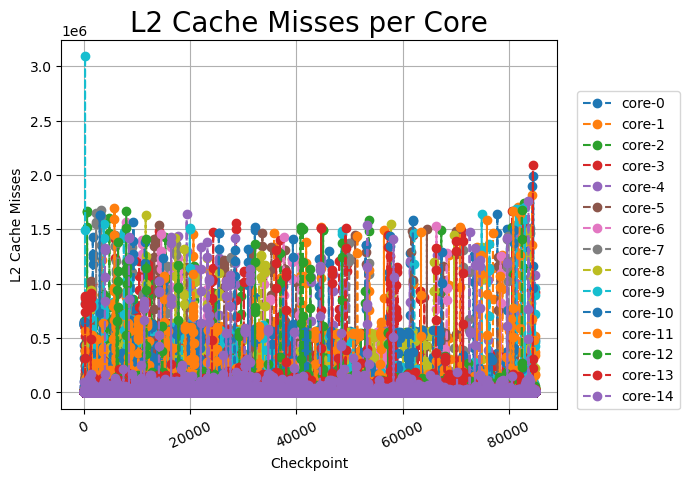 L2 Cache Misses per Core
1e6
3.0
2.5
2.0
1.5
1.0
0.5
0.0
L2 Cache Misses
0
20000
40000
60000
80000
Checkpoint
core-0
core-1
core-2
core-3
core-4
core-5
core-6
core-7
core-8
core-9
core-10
core-11
core-12
core-13
core-14